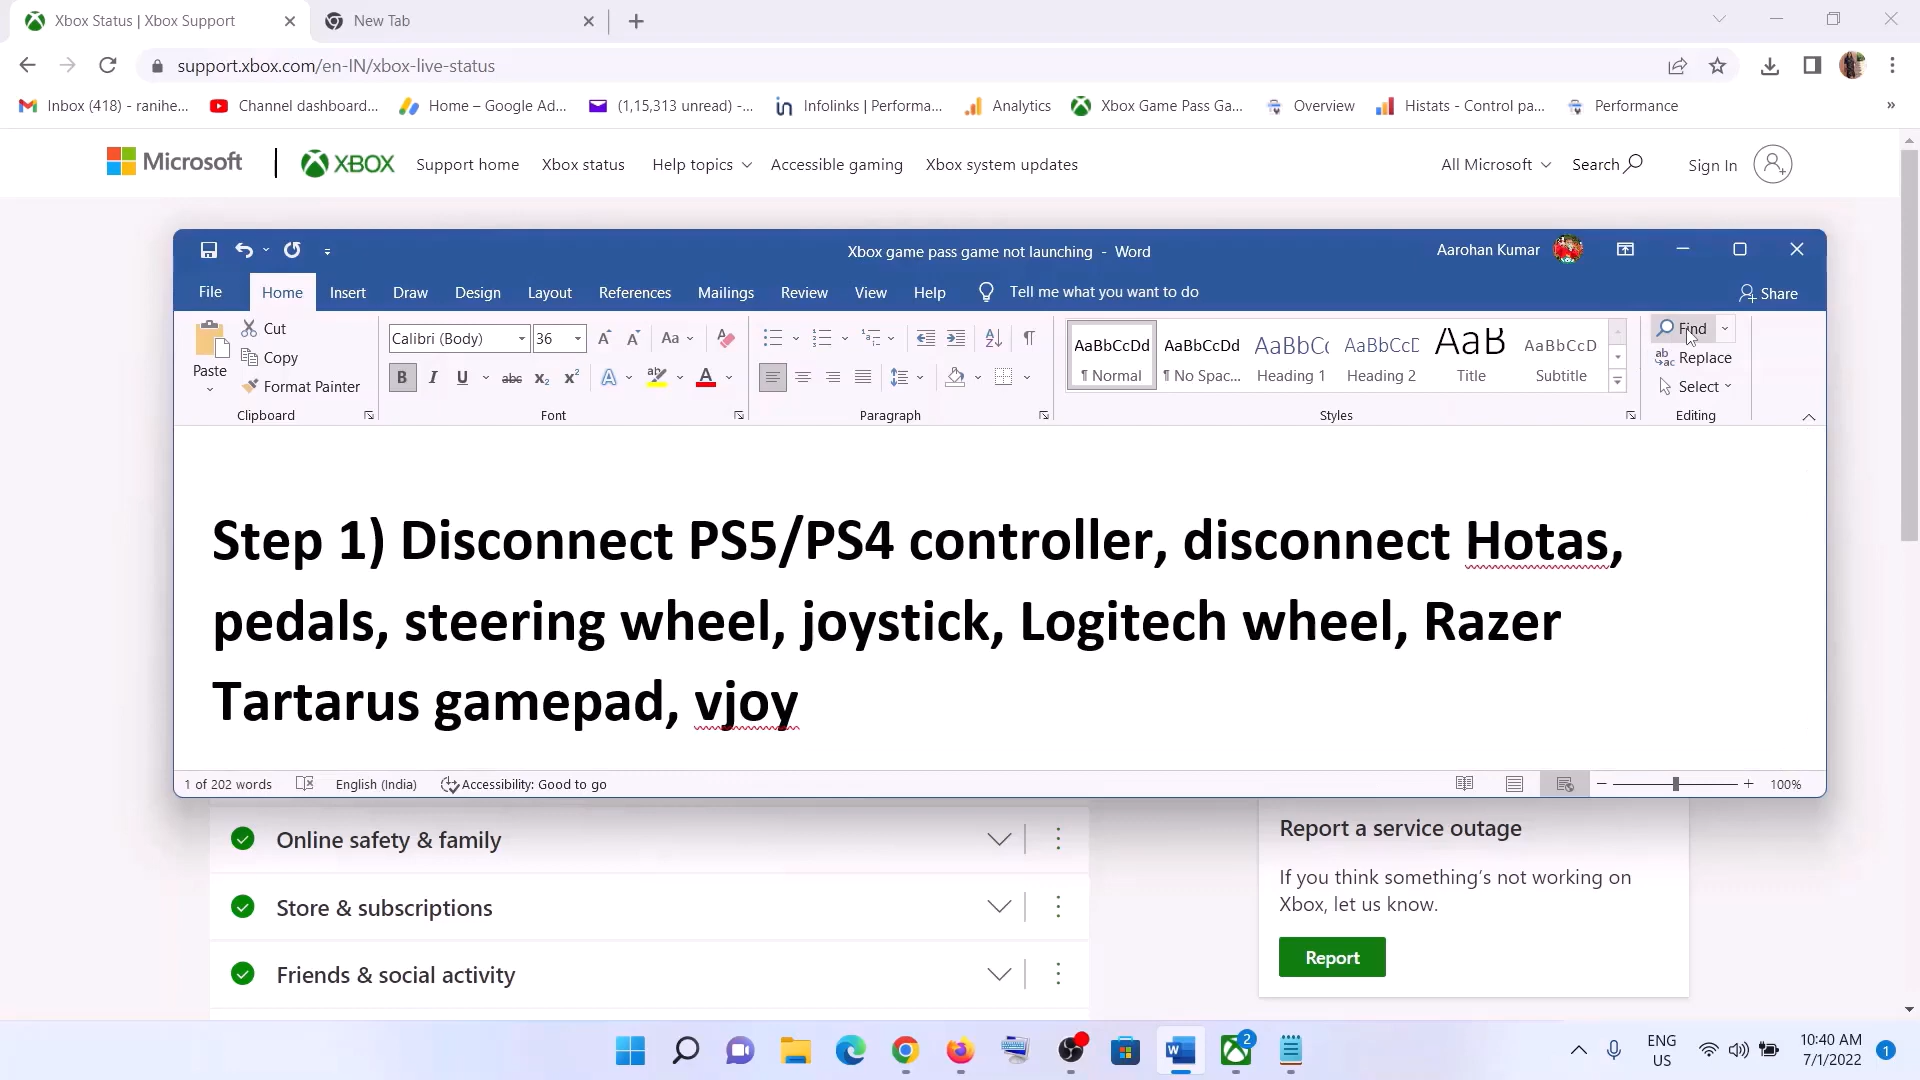 Xbox Status | Xbox Support
New Tab
support.xbox.com/en-IN/xbox-live-status
Inbox (418) - ranihe...
Channel dashboard...
Home – Google Ad...
(1,15,313 unread) -...
Infolinks | Performa...
Analytics
Xbox Game Pass Ga...
Overview
Histats - Control pa...
Performance
»
Microsoft
XBOX
Support home
Xbox status
Help topics
Accessible gaming
Xbox system updates
All Microsoft
Search
Sign In
Xbox game pass game not launching - Word
Aarohan Kumar
File
Home
Insert
Draw
Design
Layout
References
Mailings
Review
View
Help
Tell me what you want to do
Share
Paste
Cut
Copy
Format Painter
Clipboard
Calibri (Body)
36
Font
Paragraph
AaBbCcDd
¶ Normal
AaBbCcDd
¶ No Spac...
AaBbCc
Heading 1
AaBbCcD
Heading 2
AaB
Title
AaBbCcD
Subtitle
Styles
Find
Replace
Select
Editing
Step 1) Disconnect PS5/PS4 controller, disconnect Hotas,
pedals, steering wheel, joystick, Logitech wheel, Razer
Tartarus gamepad, vjoy
1 of 202 words
English (India)
Accessibility: Good to go
100%
Online safety & family
Store & subscriptions
Friends & social activity
Report a service outage
If you think something’s not working on
Xbox, let us know.
Report
2
ENG
US
10:40 AM
7/1/2022
1